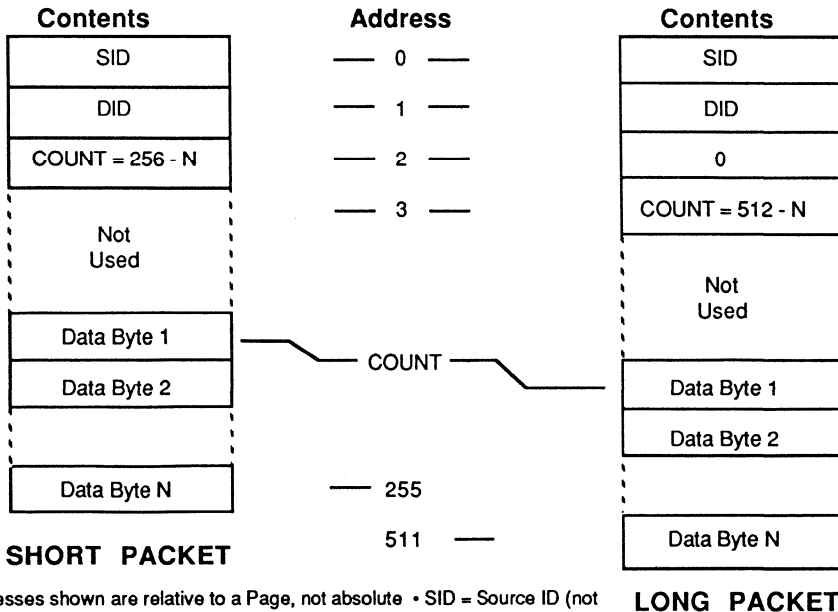 Contents Address Contents
SID 0 SID
DID 1 DID
COUNT = 256 - N 2 0
3 COUNT = 512 - N
Not
Used
Not
Used
Data Byte 1
COUNT
Data Byte 2
Data Byte 1
Data Byte 2
Data Byte N 255
511 Data Byte N
SHORT PACKET
LONG PACKET
esses shown are relative to a Page, not absolute • SID = Source ID (not